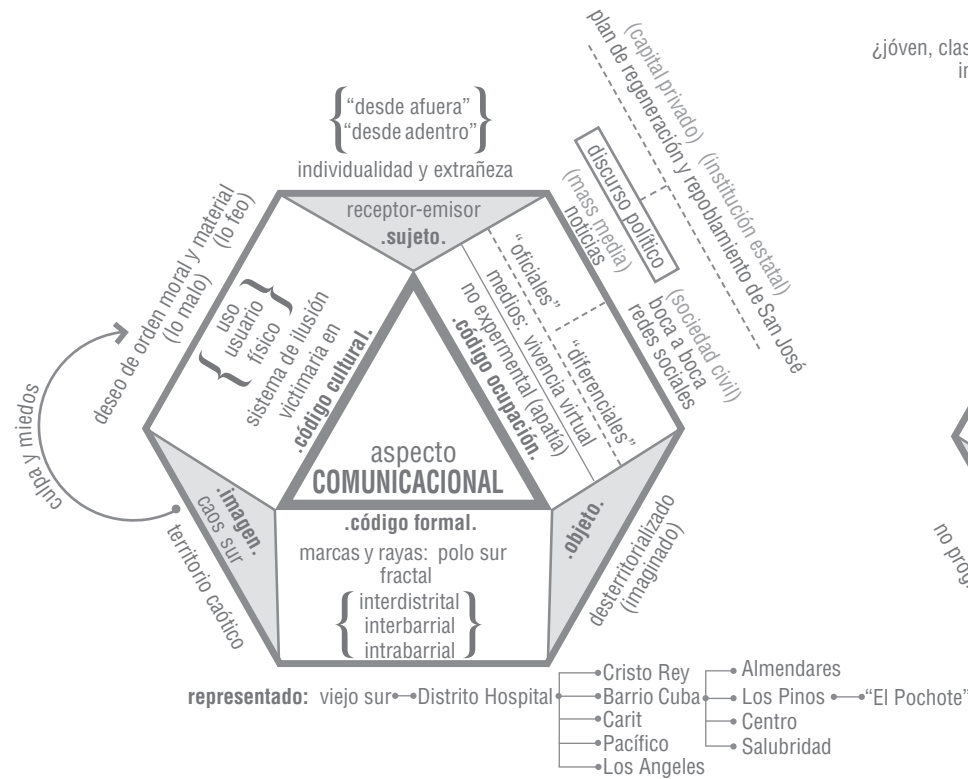 ¿jóven, clas
in
plan de regeneración y repoblamiento de San José
(capital privado)
(institución estatal)
discurso político
(mass media)
noticias
(sociedad civil)
boca a boca
redes sociales
{"desde afuera"
"desde adentro"}
individualidad y extrañeza
receptor-emisor
.sujeto.
deseo de orden moral y material
(lo malo)
(lo feo)
uso
usuario
físico
sistema de ilusión
victimaria en
.código cultural.
"oficiales"
"diferenciales"
medios: vivencia virtual
no expermental (apatía)
.código ocupación.
aspecto
COMUNICACIONAL
culpa y miedos
.imagen.
caos sur
territorio caótico
.código formal.
marcas y rayas: polo sur
fractal
{interdistrital
interbarrial
intrabarrial}
.objeto.
desterritorializado
(imaginado)
no prog
representado: viejo sur Distrito Hospital
Cristo Rey
Barrio Cuba
Carit
Pacífico
Los Angeles
Almendares
Los Pinos "El Pochote"
Centro
Salubridad